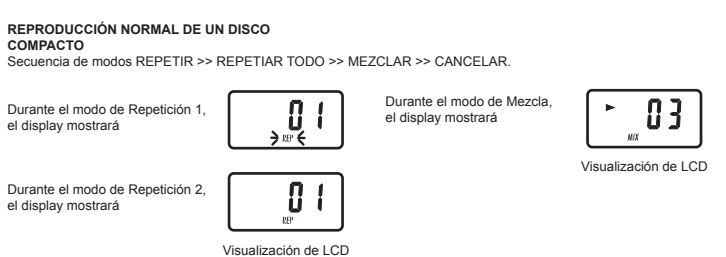 REPRODUCCIÓN NORMAL DE UN DISCO
COMPACTO
Secuencia de modos REPETIR >> REPETIAR TODO >> MEZCLAR >> CANCELAR.
Durante el modo de Repetición 1,
el display mostrará
01
REP
Durante el modo de Repetición 2,
el display mostrará
01
REP
Visualización de LCD
Durante el modo de Mezcla,
el display mostrará
03
MIX
Visualización de LCD